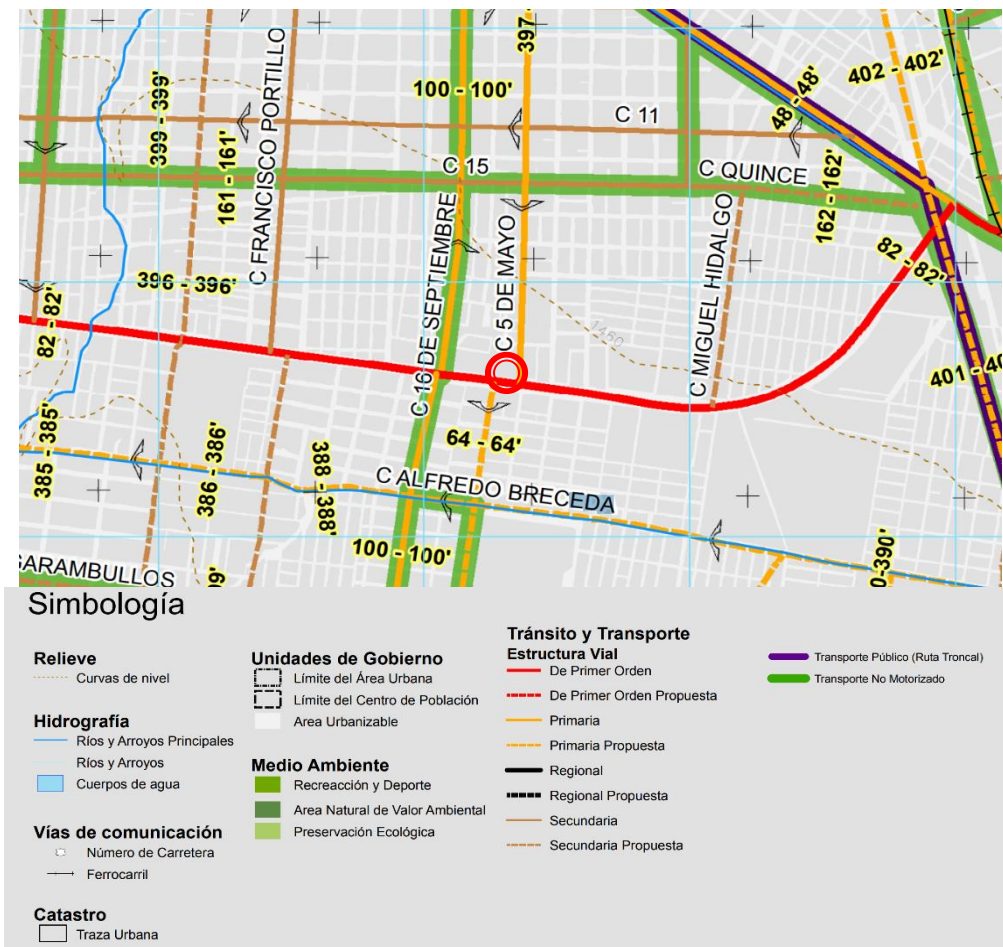 397
402 - 402'
48 - 48'
100 - 100'
399 - 399'
C FRANCISCO PORTILLO
C 11
161 - 161'
C 15
C QUINCE
162 - 162'
C 16 DE SEPTIEMBRE
C 5 DE MAYO
C MIGUEL HIDALGO
82 - 82'
396 - 396'
82 - 82'
1460
401 - 40
385 - 385'
386 - 386'
388 - 388'
64 - 64'
C ALFREDO BRECEDA
100 - 100'
0-390'
GARAMBULLOS
99'
Simbología
Relieve
Curvas de nivel
Hidrografía
Ríos y Arroyos Principales
Ríos y Arroyos
Cuerpos de agua
Vías de comunicación
Número de Carretera
Ferrocarril
Catastro
Traza Urbana
Unidades de Gobierno
Límite del Área Urbana
Límite del Centro de Población
Area Urbanizable
Medio Ambiente
Recreacción y Deporte
Area Natural de Valor Ambiental
Preservación Ecológica
Tránsito y Transporte
Estructura Vial
De Primer Orden
De Primer Orden Propuesta
Primaria
Primaria Propuesta
Regional
Regional Propuesta
Secundaria
Secundaria Propuesta
Transporte Público (Ruta Troncal)
Transporte No Motorizado